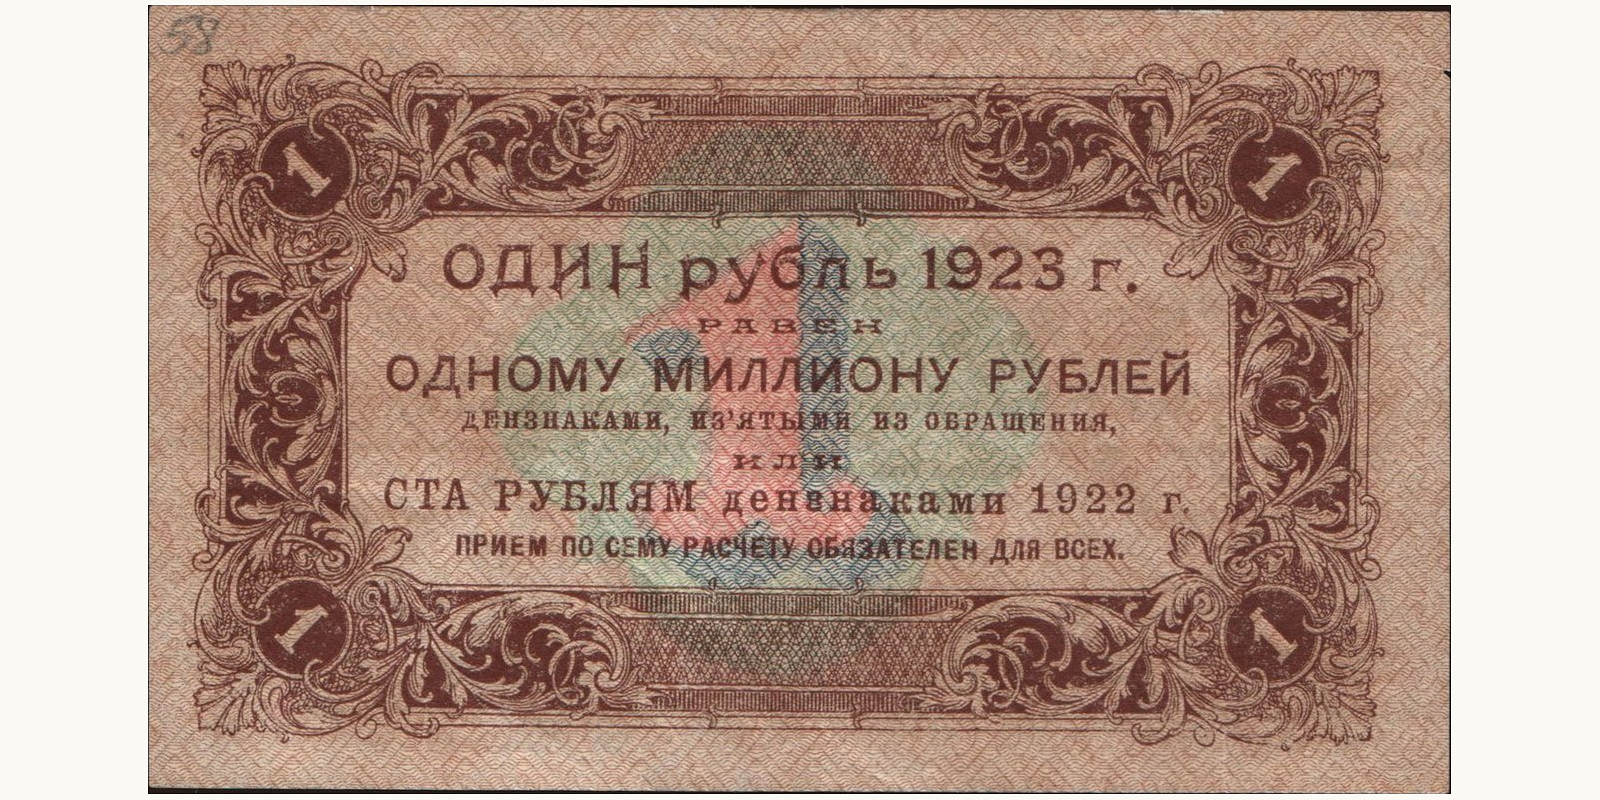 58
1 1
ОДИН рубль 1923 г.
РАВЕН
ОДНОМУ МИЛЛИОНУ РУБЛЕЙ
ДЕНЗНАКАМИ, ИЗ'ЯТЫМИ ИЗ ОБРАЩЕНИЯ,
ИЛИ
СТА РУБЛЯМ дензнаками 1922 г.
ПРИЕМ ПО СЕМУ РАСЧЕТУ ОБЯЗАТЕЛЕН ДЛЯ ВСЕХ.
1
1 1